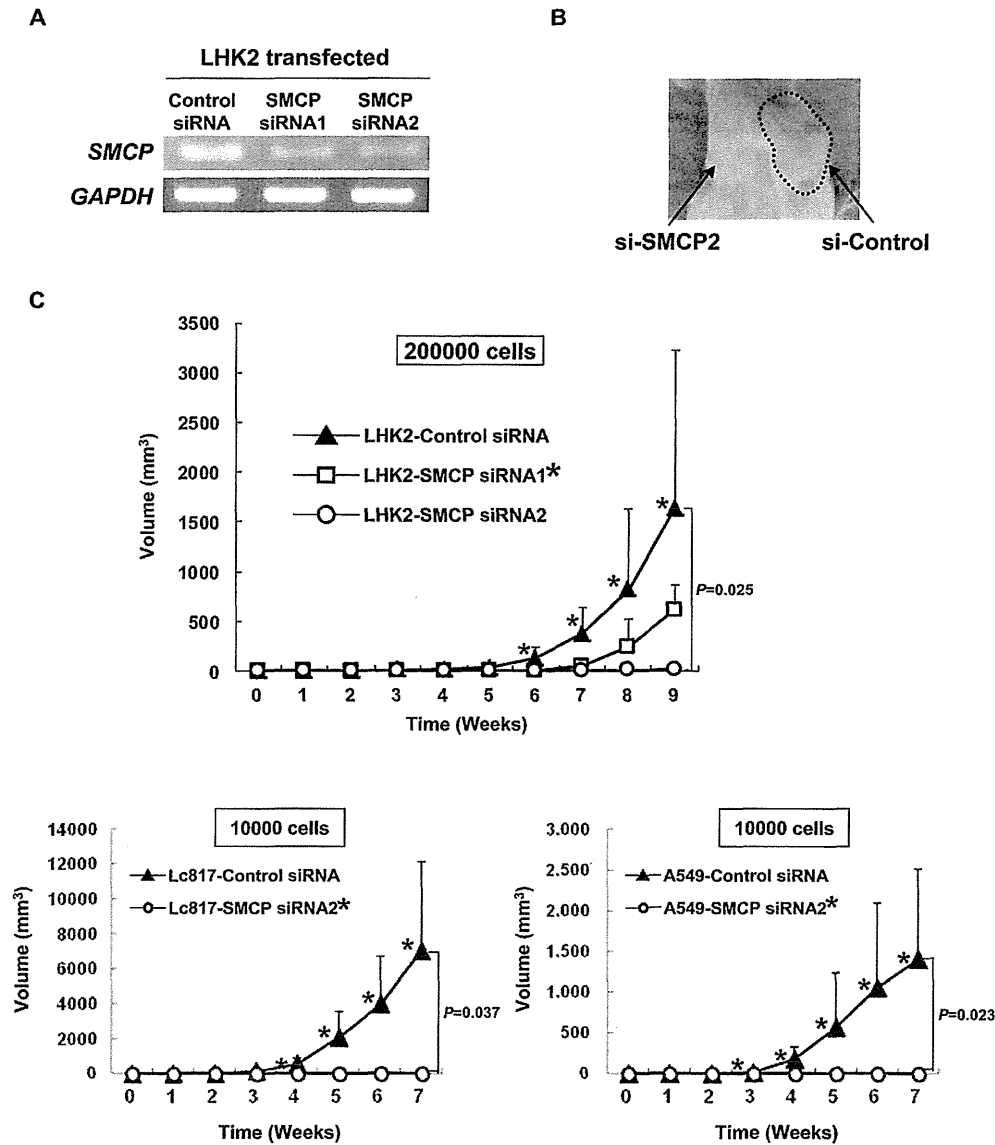 A
LHK2 transfected
Control siRNA
SMCP siRNA1
SMCP siRNA2
SMCP
GAPDH
B
si-SMCP2
si-Control
C
200000 cells
3500
3000
2500
2000
1500
1000
500
0
Volume (mm³)
LHK2-Control siRNA
LHK2-SMCP siRNA1*
LHK2-SMCP siRNA2
* * * *
P=0.025
0 1 2 3 4 5 6 7 8 9
Time (Weeks)
10000 cells
14000
12000
10000
8000
6000
4000
2000
0
Volume (mm³)
Lc817-Control siRNA
Lc817-SMCP siRNA2*
* * * * *
P=0.037
0 1 2 3 4 5 6 7
Time (Weeks)
10000 cells
3.000
2.500
2.000
1.500
1.000
500
0
Volume (mm³)
A549-Control siRNA
A549-SMCP siRNA2*
* * * * *
P=0.023
0 1 2 3 4 5 6 7
Time (Weeks)